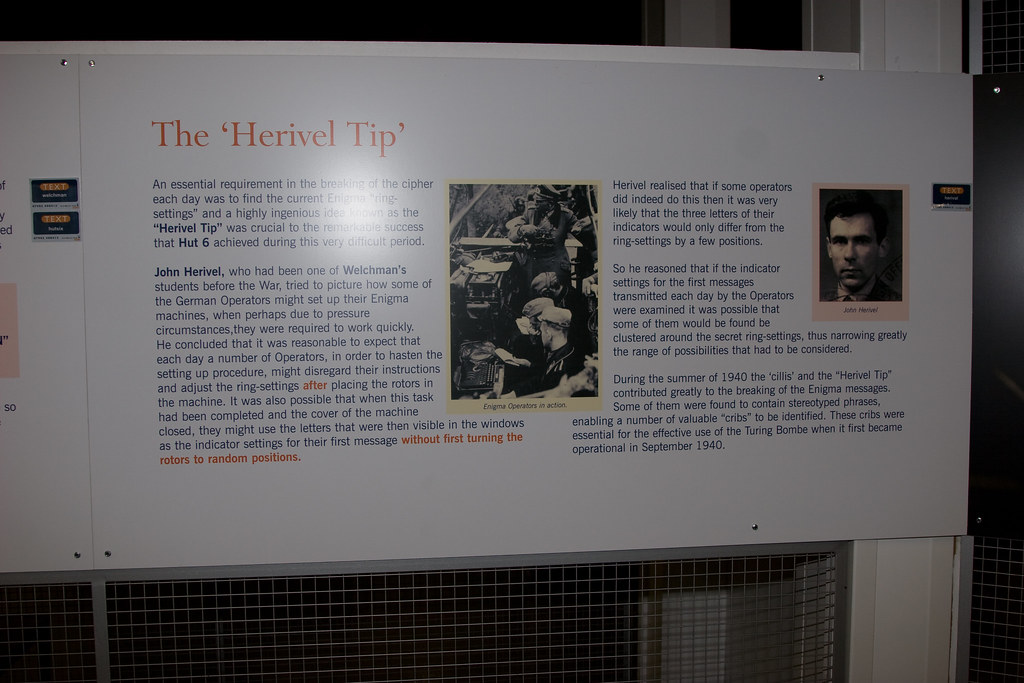 The 'Herivel Tip'
An essential requirement in the breaking of the cipher
each day was to find the current Enigma "ring-
settings" and a highly ingenious idea known as the
"Herivel Tip" was crucial to the remarkable success
that Hut 6 achieved during this very difficult period.
John Herivel, who had been one of Welchman's
students before the War, tried to picture how some of
the German Operators might set up their Enigma
machines, when perhaps due to pressure
circumstances,they were required to work quickly.
He concluded that it was reasonable to expect that
each day a number of Operators, in order to hasten the
setting up procedure, might disregard their instructions
and adjust the ring-settings after placing the rotors in
the machine. It was also possible that when this task
had been completed and the cover of the machine
closed, they might use the letters that were then visible in the windows
as the indicator settings for their first message without first turning the
rotors to random positions.
Enigma Operators in action.
Herivel realised that if some operators
did indeed do this then it was very
likely that the three letters of their
indicators would only differ from the
ring-settings by a few positions.
So he reasoned that if the indicator
settings for the first messages
transmitted each day by the Operators
were examined it was possible that
some of them would be found be
clustered around the secret ring-settings, thus narrowing greatly
the range of possibilities that had to be considered.
During the summer of 1940 the 'cillis' and the "Herivel Tip"
contributed greatly to the breaking of the Enigma messages.
Some of them were found to contain stereotyped phrases,
enabling a number of valuable "cribs" to be identified. These cribs were
essential for the effective use of the Turing Bombe when it first became
operational in September 1940.
John Herivel
TEXT
welchman
TEXT
TEXT
herivel
so